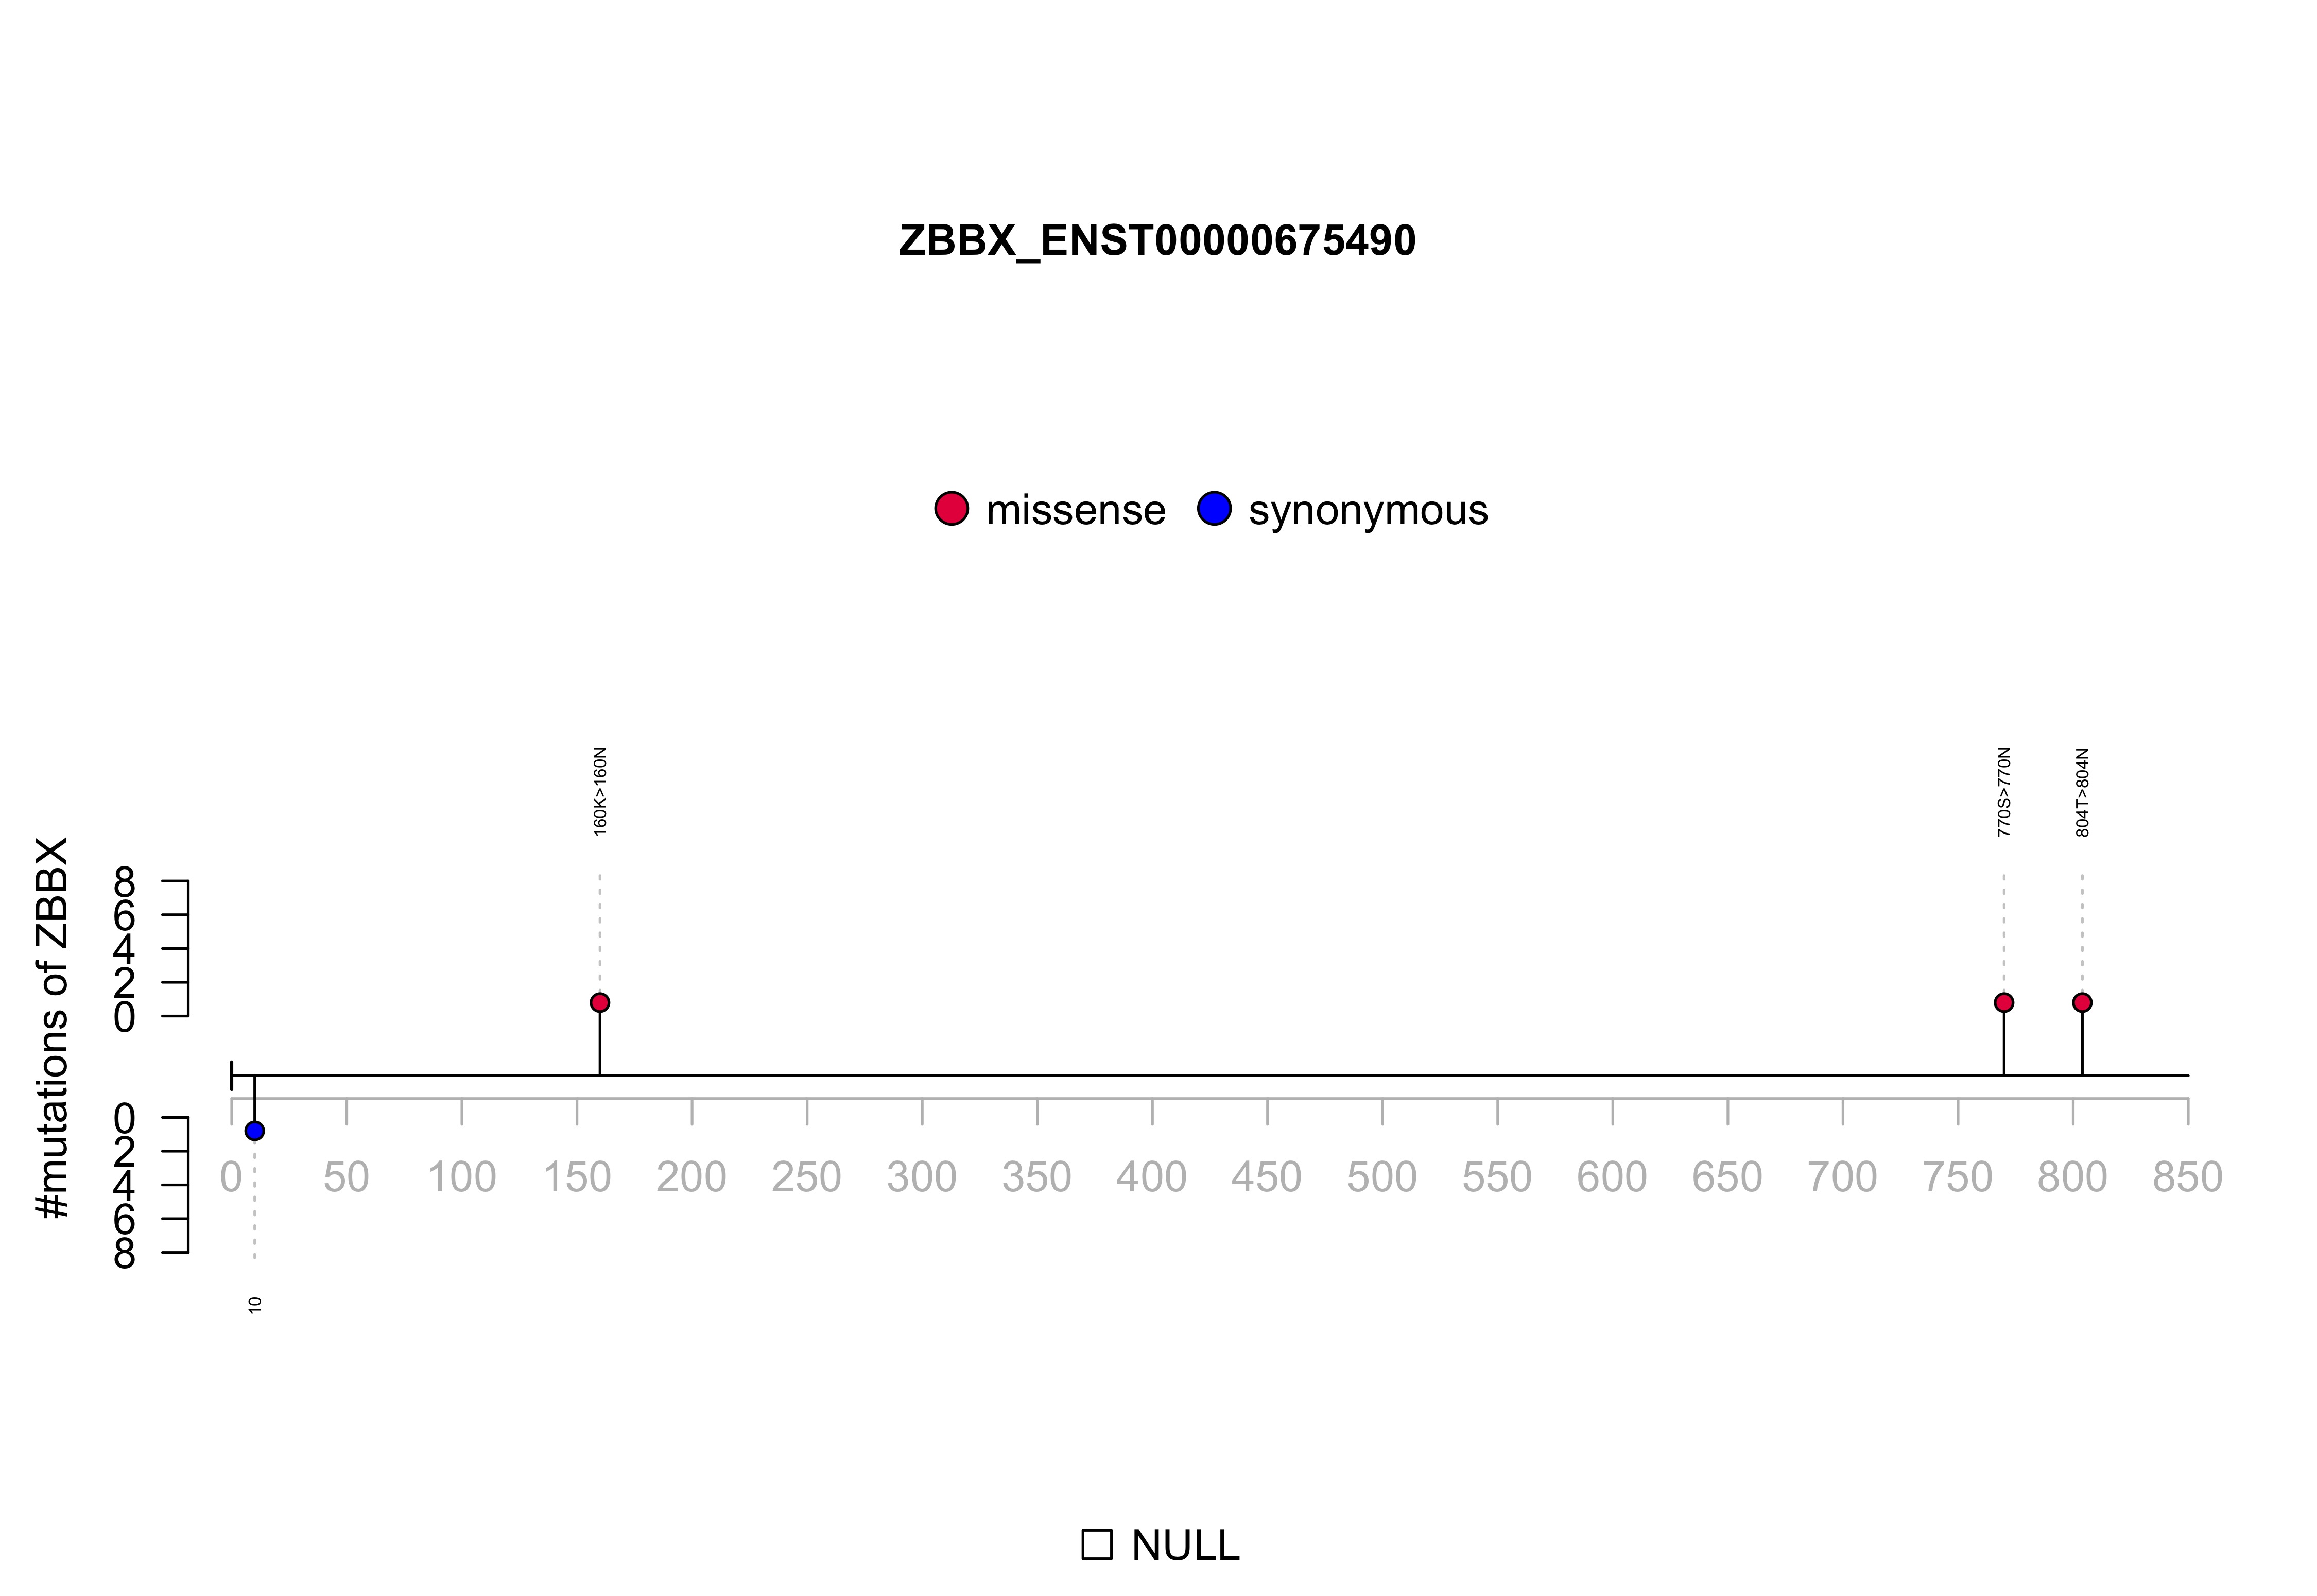 ZBBX_ENST00000675490
missense synonymous
160K>160N
770S>770N
804T>804N
#mutations of ZBBX
8
6
4
2
0
0
2
4
6
8
0 50 100 150 200 250 300 350 400 450 500 550 600 650 700 750 800 850
10
NULL